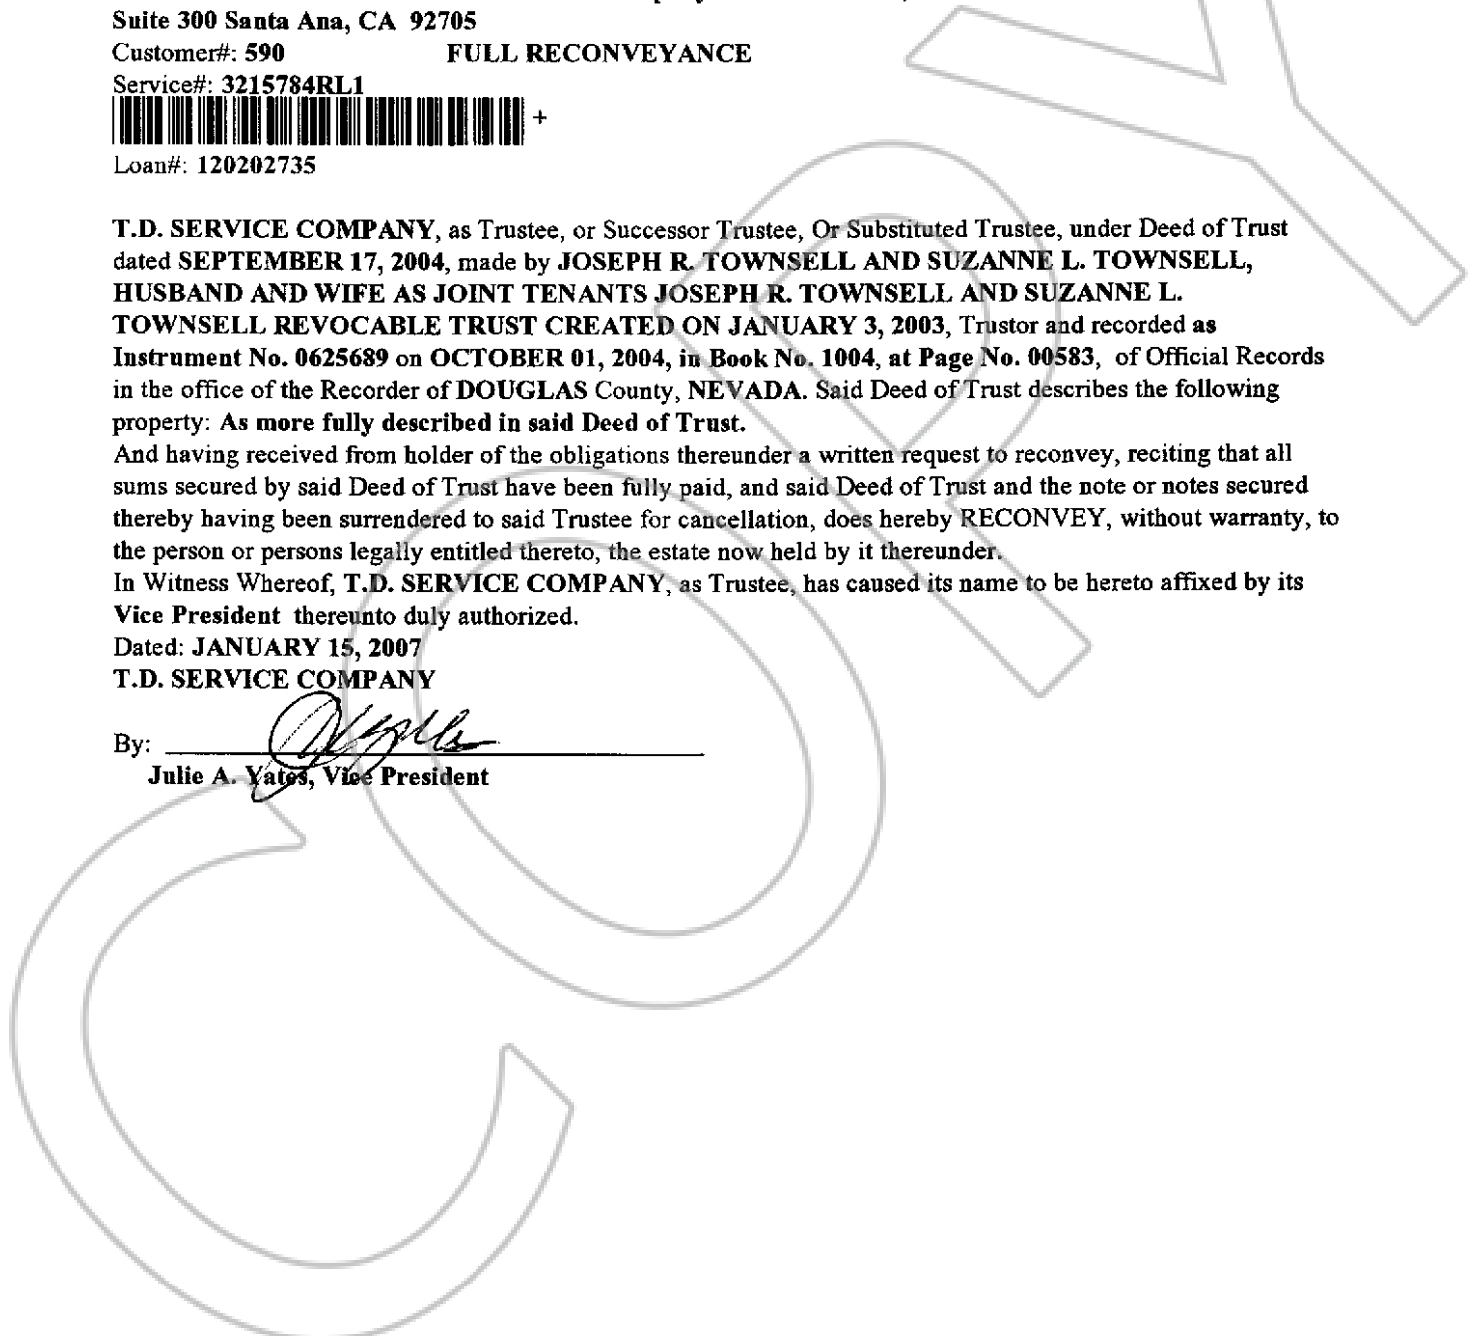 Suite 300 Santa Ana, CA 92705
Customer#: 590 FULL RECONVEYANCE
Service#: 3215784RL1
+
Loan#: 120202735
T.D. SERVICE COMPANY, as Trustee, or Successor Trustee, Or Substituted Trustee, under Deed of Trust
dated SEPTEMBER 17, 2004, made by JOSEPH R. TOWNSELL AND SUZANNE L. TOWNSELL,
HUSBAND AND WIFE AS JOINT TENANTS JOSEPH R. TOWNSELL AND SUZANNE L.
TOWNSELL REVOCABLE TRUST CREATED ON JANUARY 3, 2003, Trustor and recorded as
Instrument No. 0625689 on OCTOBER 01, 2004, in Book No. 1004, at Page No. 00583, of Official Records
in the office of the Recorder of DOUGLAS County, NEVADA. Said Deed of Trust describes the following
property: As more fully described in said Deed of Trust.
And having received from holder of the obligations thereunder a written request to reconvey, reciting that all
sums secured by said Deed of Trust have been fully paid, and said Deed of Trust and the note or notes secured
thereby having been surrendered to said Trustee for cancellation, does hereby RECONVEY, without warranty, to
the person or persons legally entitled thereto, the estate now held by it thereunder.
In Witness Whereof, T.D. SERVICE COMPANY, as Trustee, has caused its name to be hereto affixed by its
Vice President thereunto duly authorized.
Dated: JANUARY 15, 2007
T.D. SERVICE COMPANY
By:
Julie A. Yates, Vice President
COPY